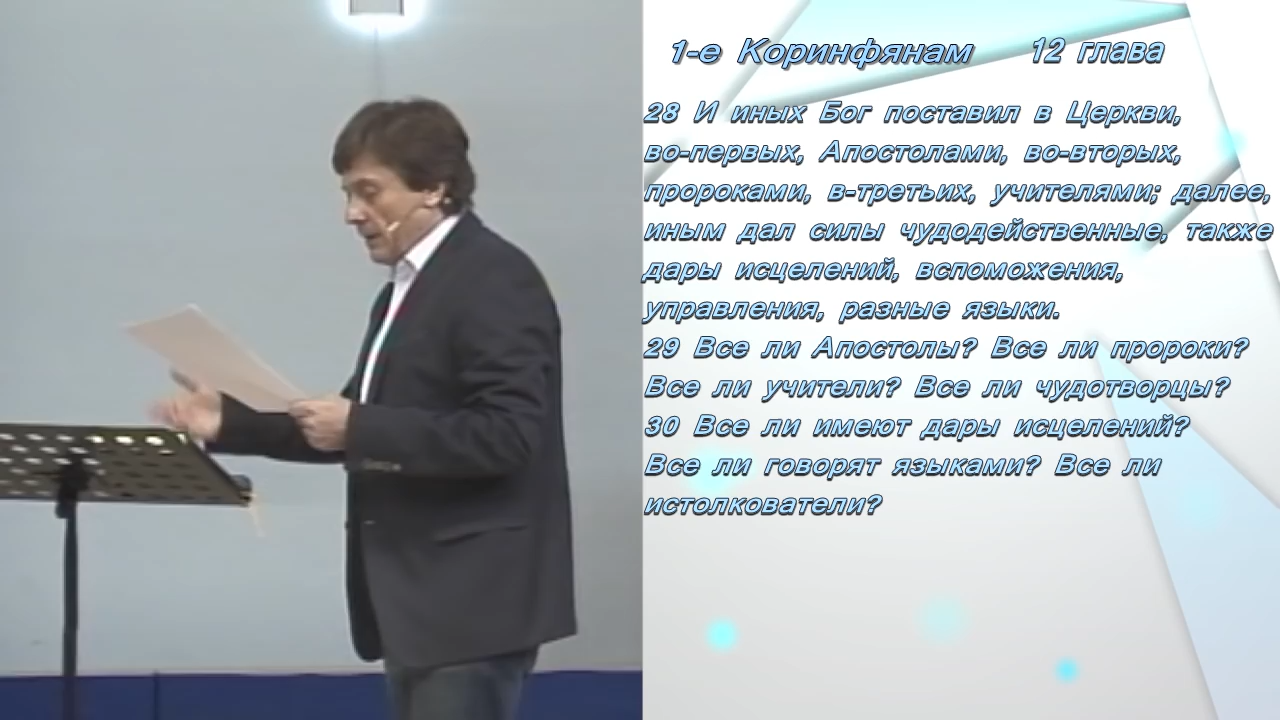 1-е Коринфянам 12 глава
28 И иных Бог поставил в Церкви,
во-первых, Апостолами, во-вторых,
пророками, в-третьих, учителями; далее,
иным дал силы чудодейственные, также
дары исцелений, вспоможения,
управления, разные языки.
29 Все ли Апостолы? Все ли пророки?
Все ли учители? Все ли чудотворцы?
30 Все ли имеют дары исцелений?
Все ли говорят языками? Все ли
истолкователи?